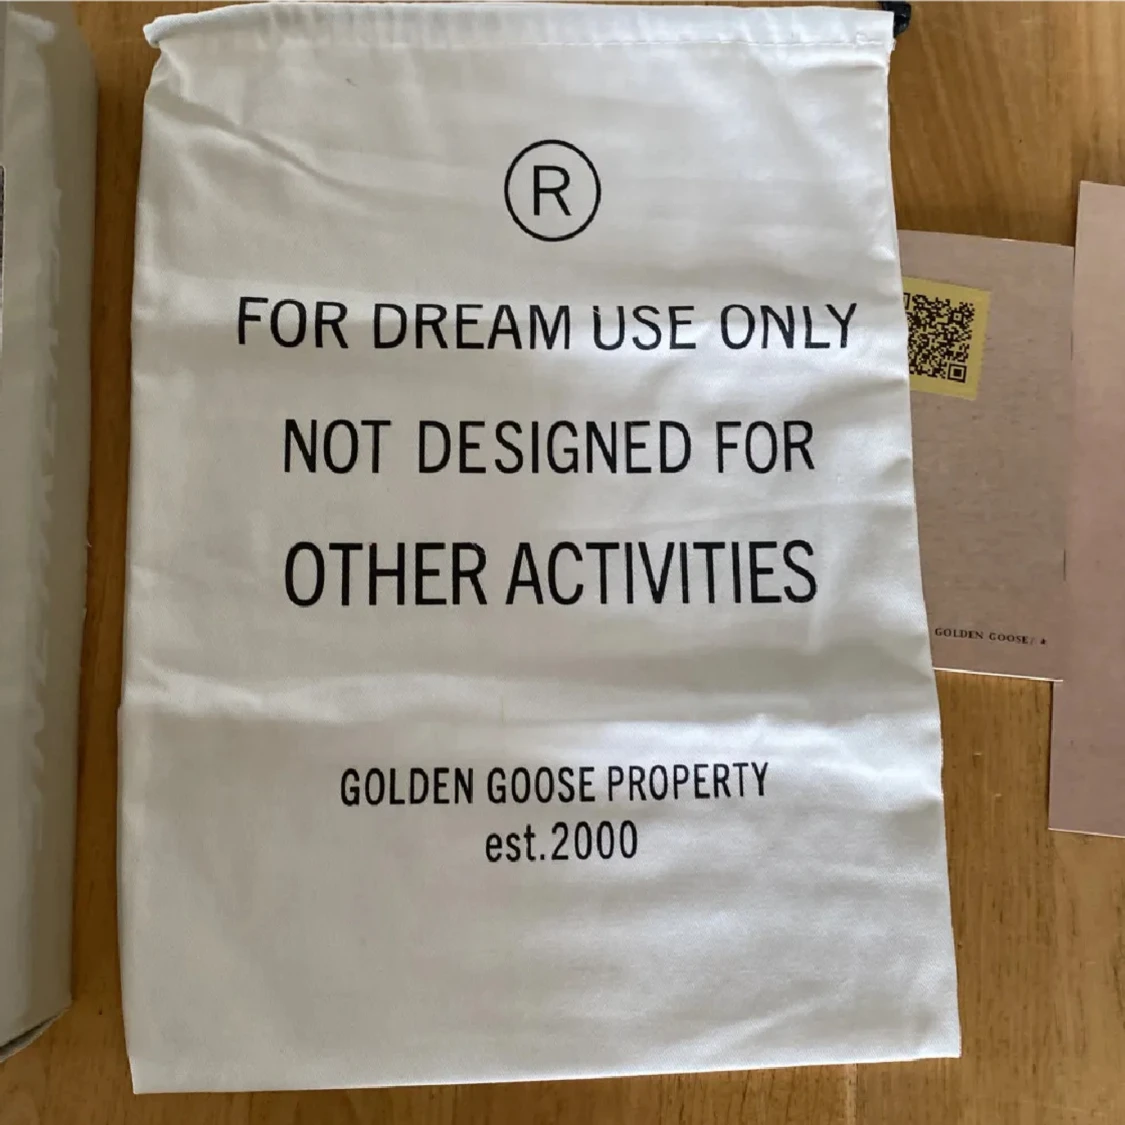 R
FOR DREAM USE ONLY
NOT DESIGNED FOR
OTHER ACTIVITIES
GOLDEN GOOSE PROPERTY
est.2000
GOLDEN GOOSE/ ★